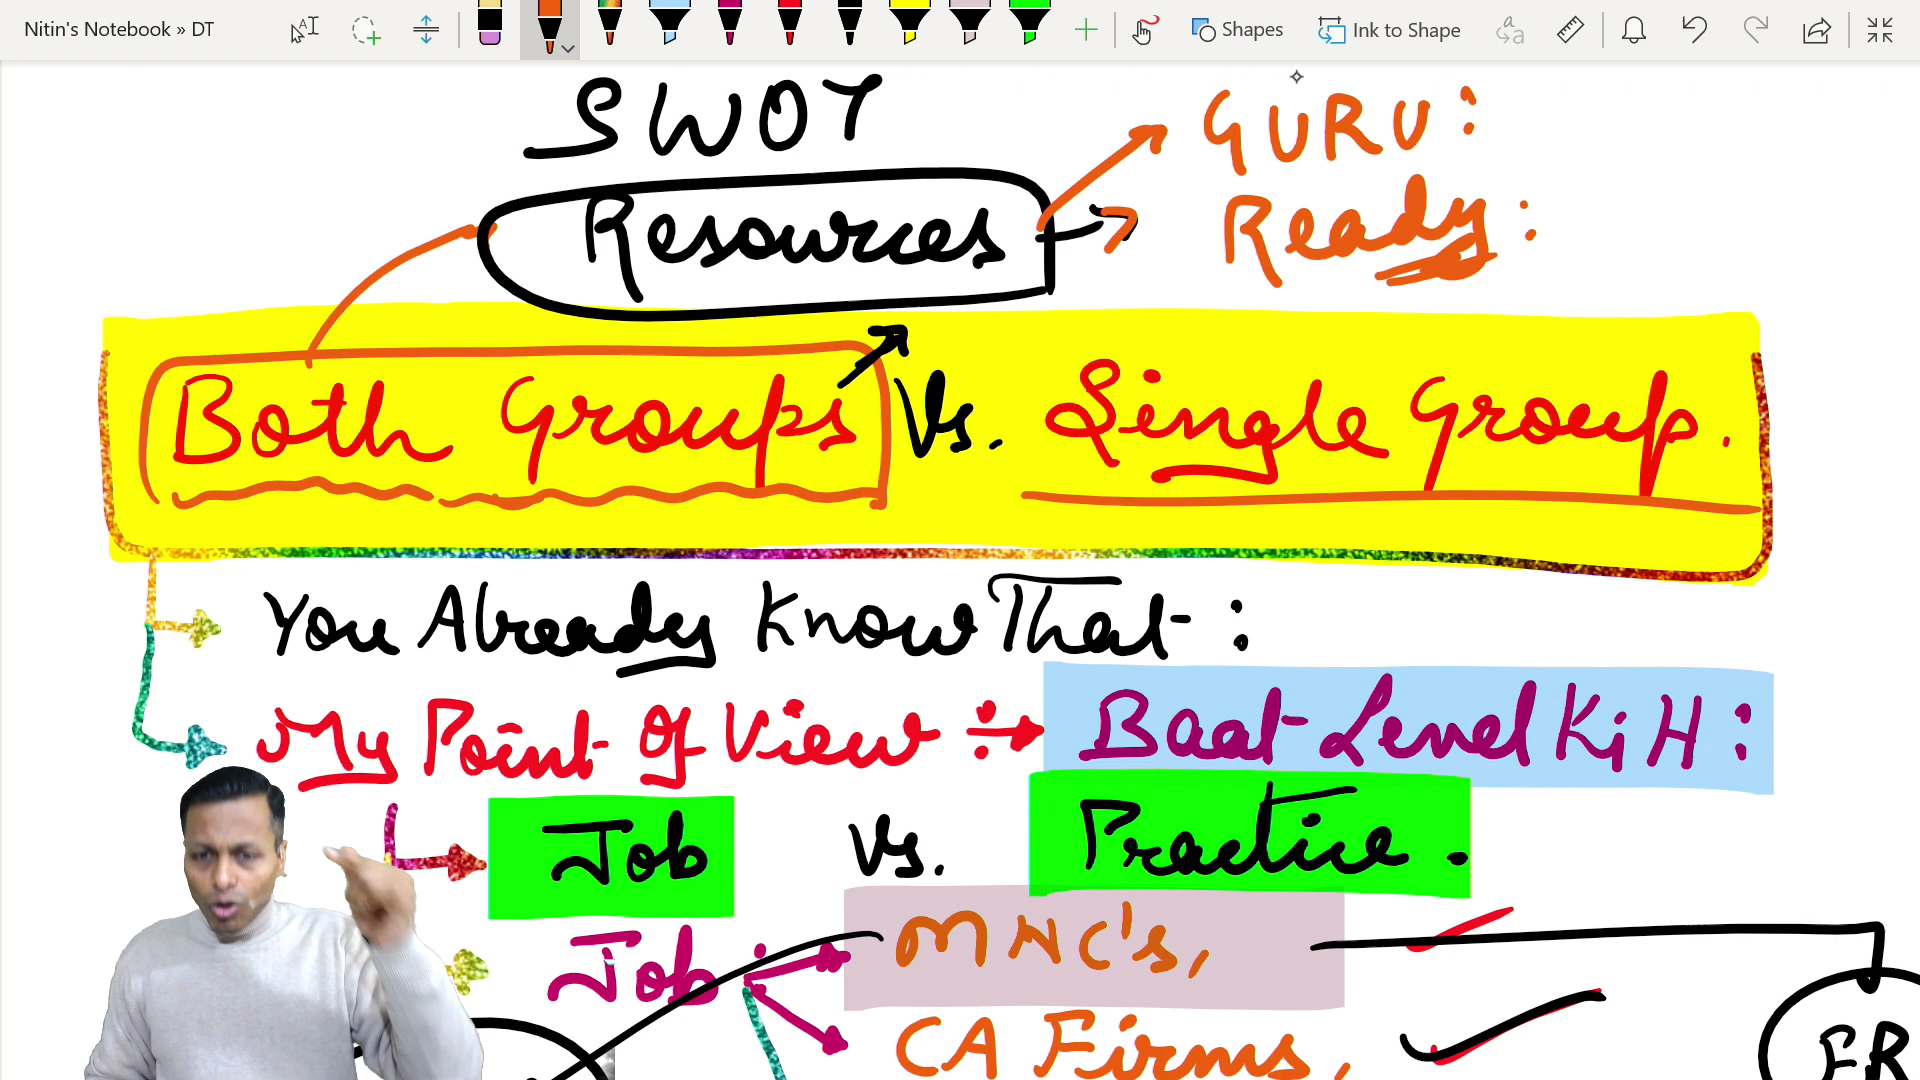 Nitin's Notebook » DT
Shapes
Ink to Shape
SWOT
GURU:
Resources
Ready:
Both Groups Vs. Single Group.
You Already Know That:
My Point Of View
Baat Level Ki H:
Job Vs. Practice.
Job: MNC's,
CA Firms,